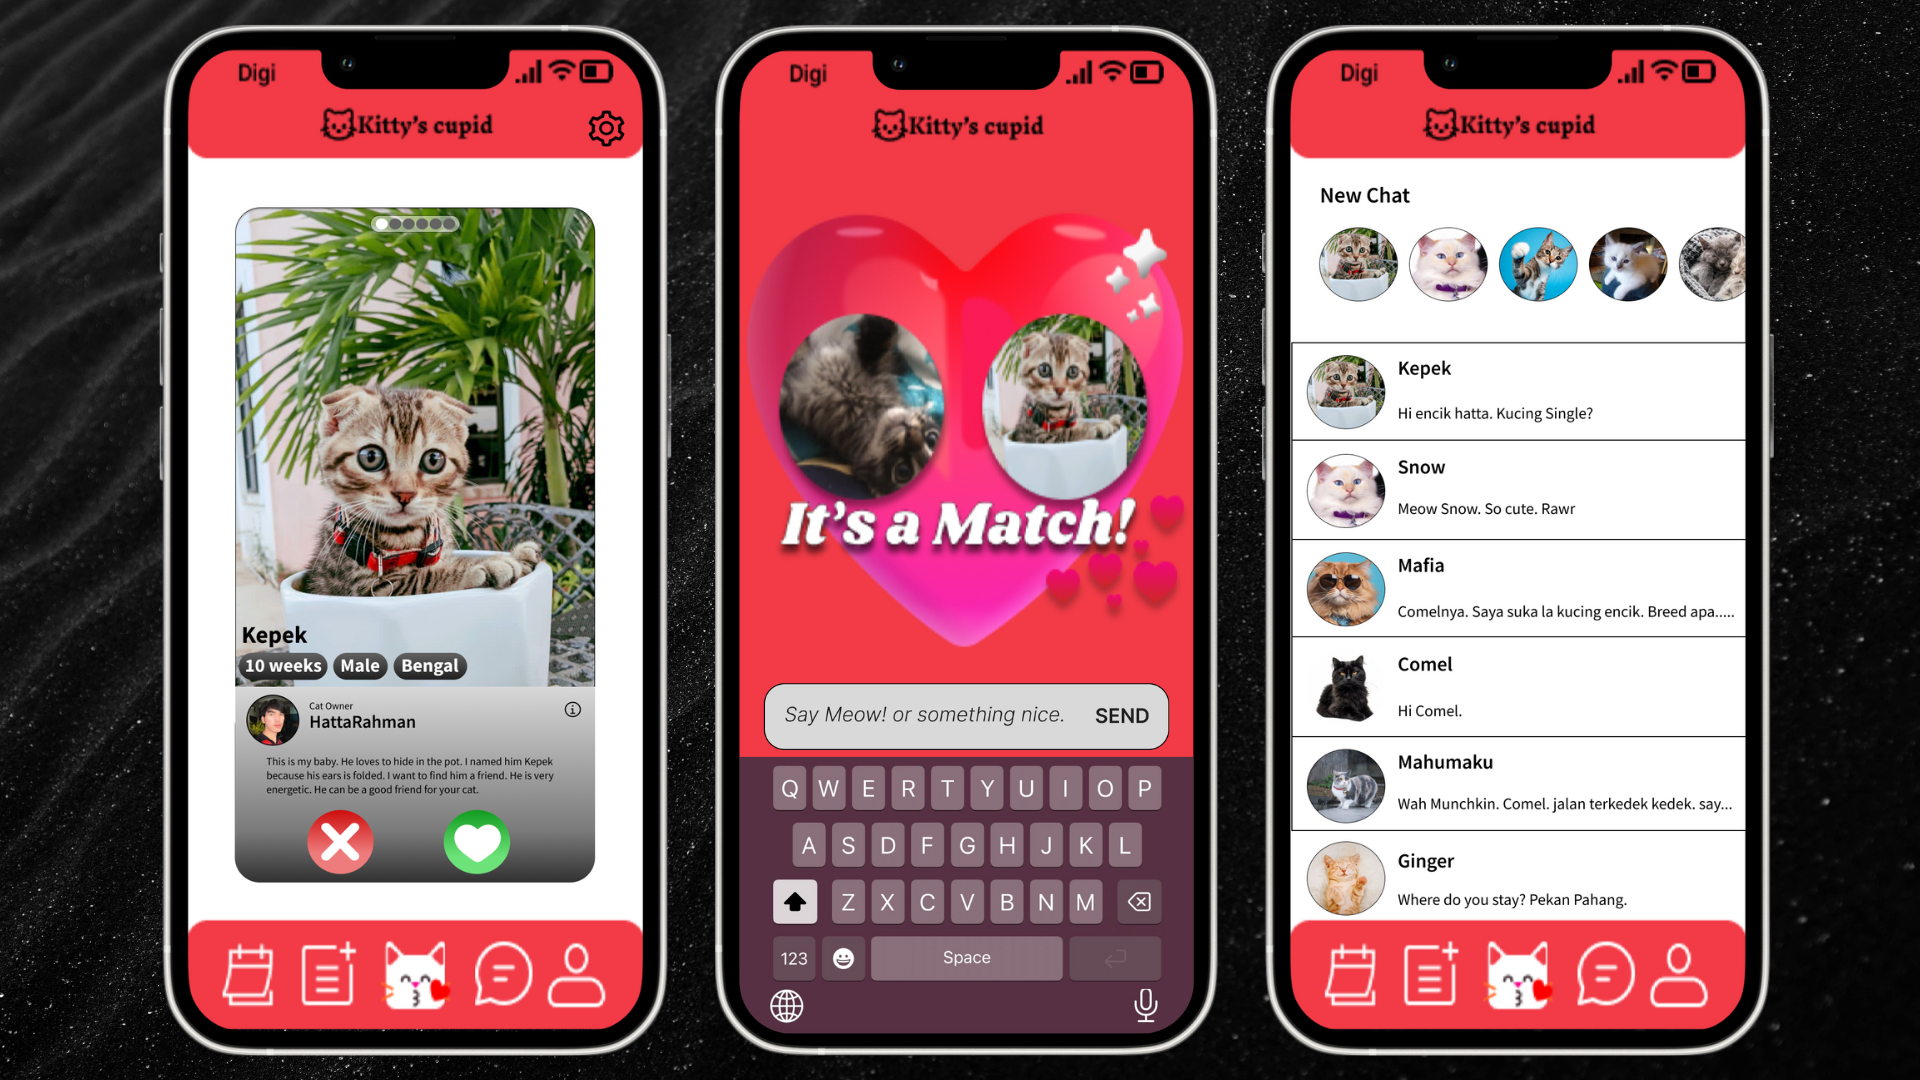 Digi
Kitty's cupid
Kepek
10 weeks Male Bengal
Cat Owner
HattaRahman
This is my baby. He loves to hide in the pot. I named him Kepek
because his ears is folded. I want to find him a friend. He is very
energetic. He can be a good friend for your cat.
Digi
Kitty's cupid
It's a Match!
Say Meow! or something nice. SEND
Q W E R T Y U I O P
A S D F G H J K L
Z X C V B N M
123 Space
Digi
Kitty's cupid
New Chat
Kepek
Hi encik hatta. Kucing Single?
Snow
Meow Snow. So cute. Rawr
Mafia
Comelnya. Saya suka la kucing encik. Breed apa.....
Comel
Hi Comel.
Mahumaku
Wah Munchkin. Comel. jalan terkedek kedek. say...
Ginger
Where do you stay? Pekan Pahang.